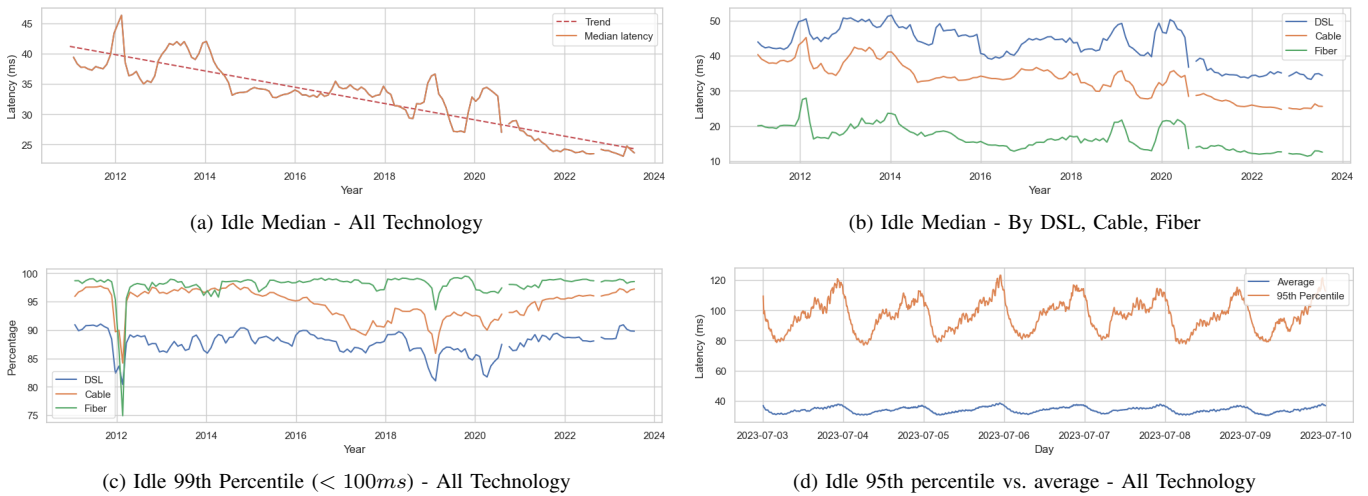 45
40
35
30
25
Latency (ms)
Trend
Median latency
2012 2014 2016 2018 2020 2022 2024
Year
(a) Idle Median - All Technology
50
40
30
20
10
Latency (ms)
DSL
Cable
Fiber
2012 2014 2016 2018 2020 2022 2024
Year
(b) Idle Median - By DSL, Cable, Fiber
100
95
90
85
80
75
Percentage
DSL
Cable
Fiber
2012 2014 2016 2018 2020 2022 2024
Year
(c) Idle 99th Percentile (< 100ms) - All Technology
120
100
80
60
40
Latency (ms)
Average
95th Percentile
2023-07-03 2023-07-04 2023-07-05 2023-07-06 2023-07-07 2023-07-08 2023-07-09 2023-07-10
Day
(d) Idle 95th percentile vs. average - All Technology